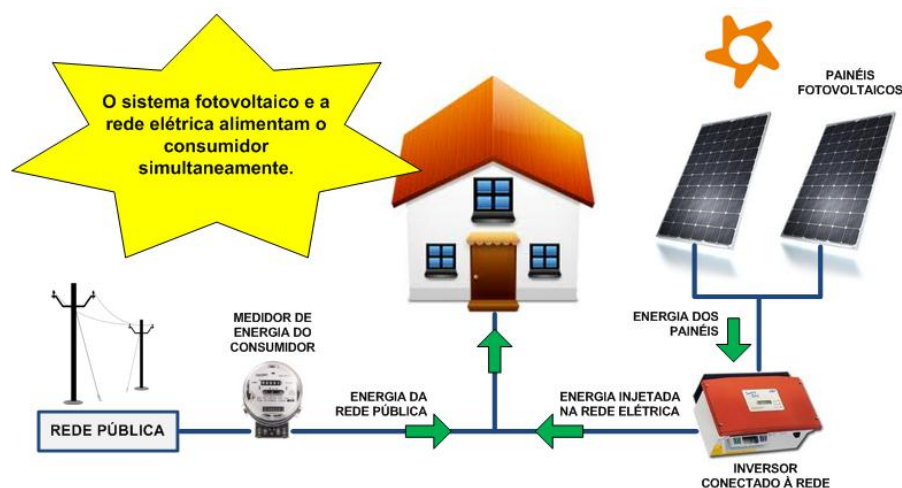 O sistema fotovoltaico e a
rede elétrica alimentam o
consumidor
simultaneamente.
PAINÉIS
FOTOVOLTAICOS
MEDIDOR DE
ENERGIA DO
CONSUMIDOR
ENERGIA DOS
PAINÉIS
REDE PÚBLICA
ENERGIA DA
REDE PÚBLICA
ENERGIA INJETADA
NA REDE ELÉTRICA
INVERSOR
CONECTADO À REDE